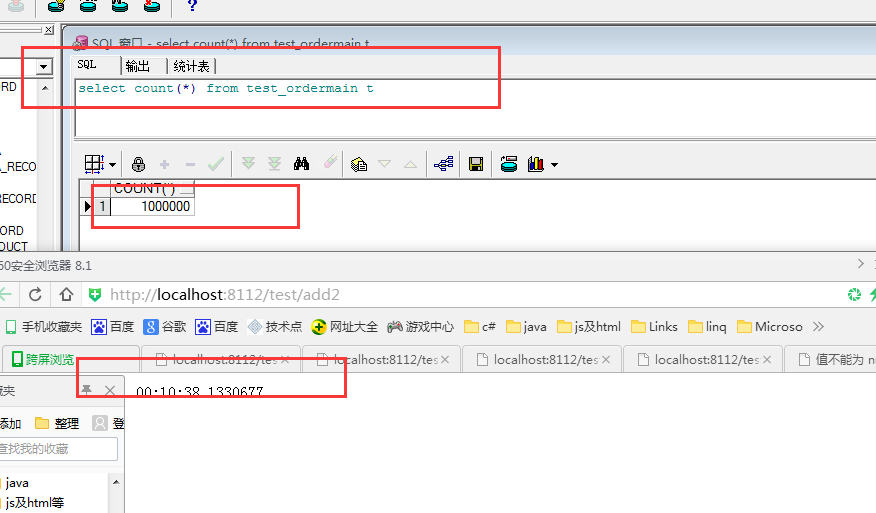 SQL 窗口 - select count(*) from test_ordermain t
SQL 输出 统计表
select count(*) from test_ordermain t
RD
A
A_RECO
RECORD
ORD
DUCT
COUNT(*)
1 1000000
60安全浏览器 8.1
http://localhost:8112/test/add2
手机收藏夹 百度 谷歌 百度 技术点 网址大全 游戏中心 c# java js及html Links linq Microso
跨屏浏览 localhost:8112/tes localhost:8112/tes localhost:8112/tes localhost:8112/tes 值不能为 n
藏夹
00:10:38.1330677
添加 整理 登
查找我的收藏
java
js及html等